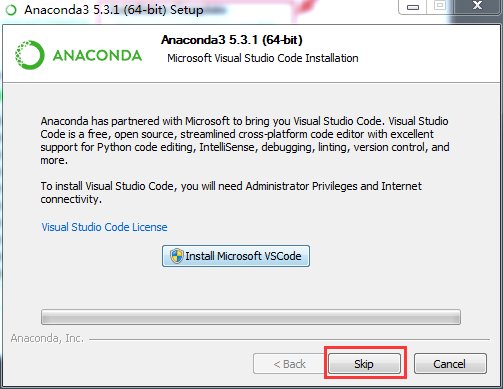 Anaconda3 5.3.1 (64-bit) Setup
ANACONDA
Anaconda3 5.3.1 (64-bit)
Microsoft Visual Studio Code Installation
Anaconda has partnered with Microsoft to bring you Visual Studio Code. Visual Studio
Code is a free, open source, streamlined cross-platform code editor with excellent
support for Python code editing, IntelliSense, debugging, linting, version control, and
more.
To install Visual Studio Code, you will need Administrator Privileges and Internet
connectivity.
Visual Studio Code License
Install Microsoft VSCode
Anaconda, Inc.
< Back
Skip
Cancel